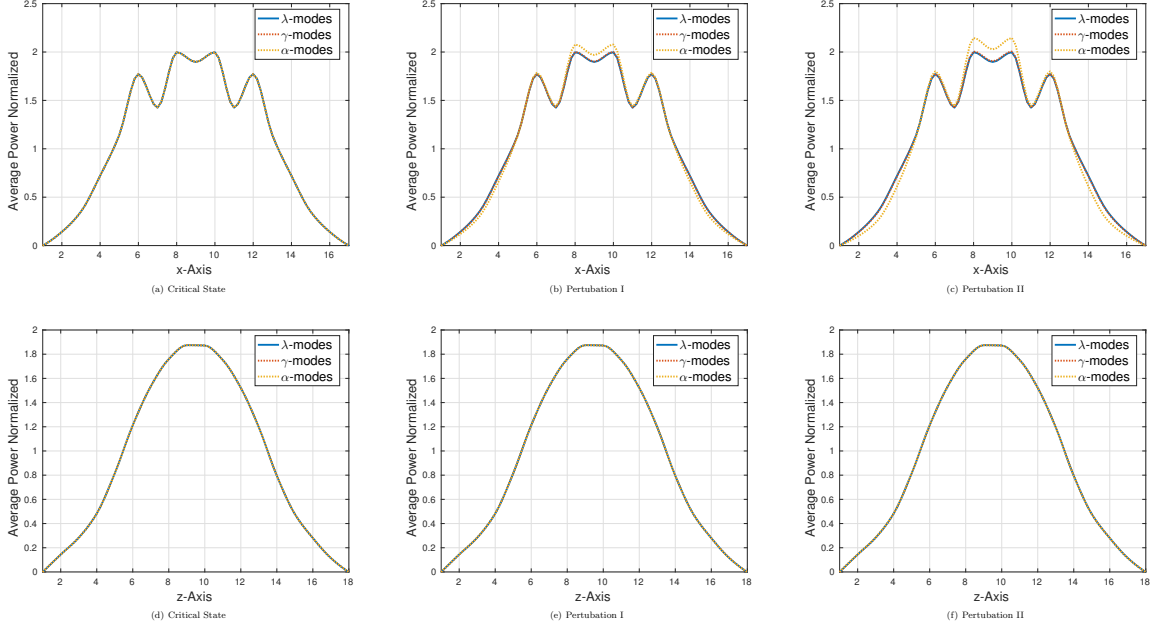 2.5
2
1.5
1
0.5
0
Average Power Normalized
λ-modes
γ-modes
α-modes
2 4 6 8 10 12 14 16
x-Axis
(a) Critical State
2.5
2
1.5
1
0.5
0
Average Power Normalized
λ-modes
γ-modes
α-modes
2 4 6 8 10 12 14 16
x-Axis
(b) Pertubation I
2.5
2
1.5
1
0.5
0
Average Power Normalized
λ-modes
γ-modes
α-modes
2 4 6 8 10 12 14 16
x-Axis
(c) Pertubation II
2
1.8
1.6
1.4
1.2
1
0.8
0.6
0.4
0.2
0
Average Power Normalized
λ-modes
γ-modes
α-modes
2 4 6 8 10 12 14 16 18
z-Axis
(d) Critical State
2
1.8
1.6
1.4
1.2
1
0.8
0.6
0.4
0.2
0
Average Power Normalized
λ-modes
γ-modes
α-modes
2 4 6 8 10 12 14 16 18
z-Axis
(e) Pertubation I
2
1.8
1.6
1.4
1.2
1
0.8
0.6
0.4
0.2
0
Average Power Normalized
λ-modes
γ-modes
α-modes
2 4 6 8 10 12 14 16 18
z-Axis
(f) Pertubation II